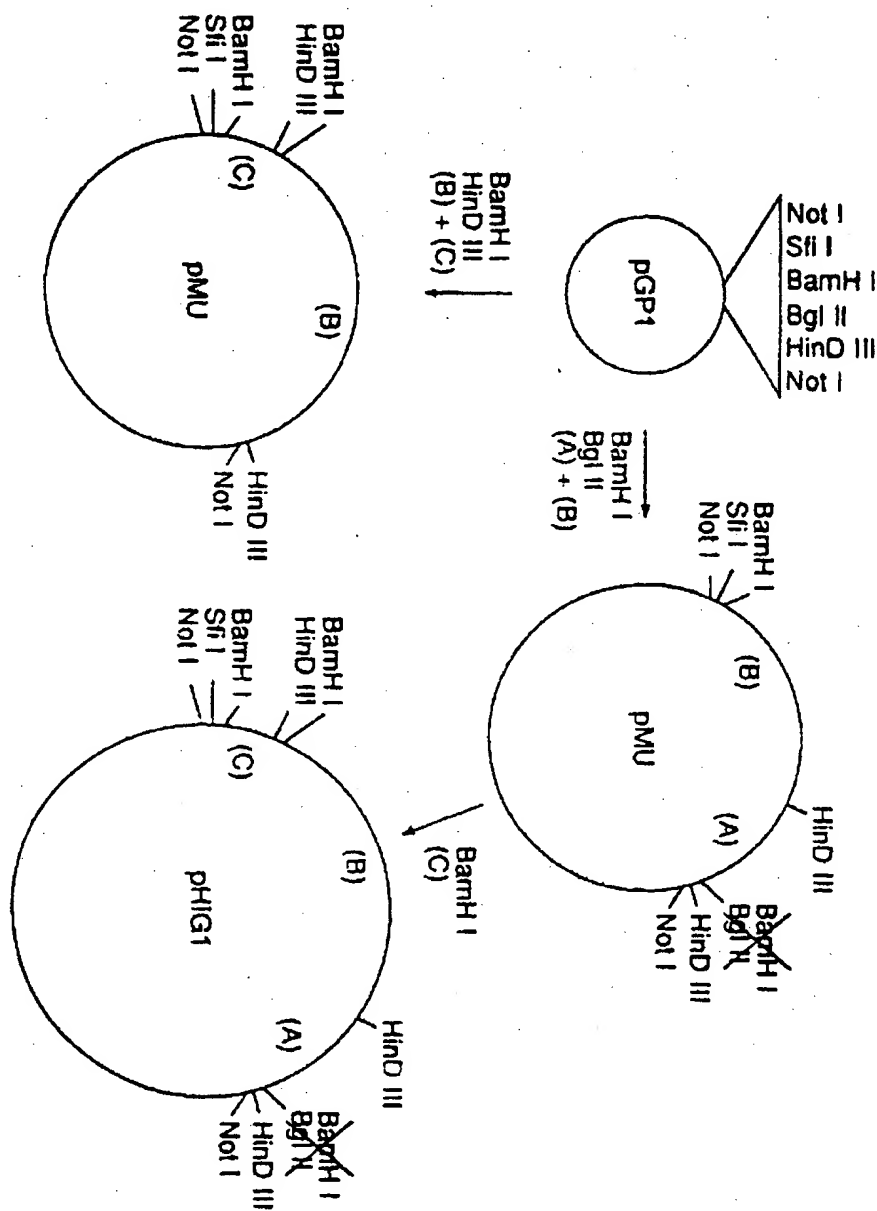 Not I
Sfi I
BamH I
Bgl II
HinD III
Not I
pGP1
BamH I
HinD III
(B) + (C)
BamH I
Bgl II
(A) + (B)
BamH I
HinD III
BamH I
Sfi I
Not I
(C)
(B)
pMU
HinD III
Not I
BamH I
Sfi I
Not I
(B)
pMU
(A)
HinD III
BamH I
Bgl II
HinD III
Not I
BamH I
(C)
BamH I
HinD III
BamH I
Sfi I
Not I
(C)
(B)
pHIG1
(A)
HinD III
BamH I
Bgl II
HinD III
Not I